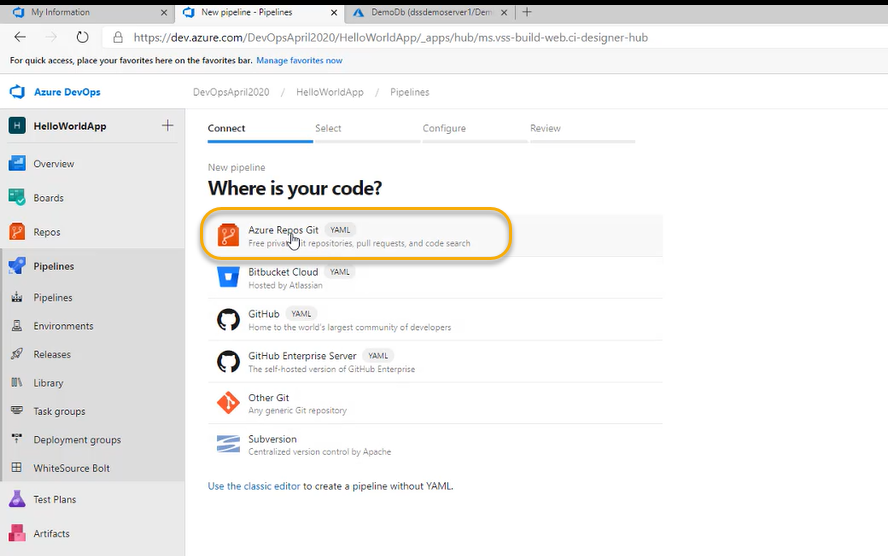 My Information
New pipeline - Pipelines
DemoDb (dssdemoserver1/Dem
https://dev.azure.com/DevOpsApril2020/HelloWorldApp/_apps/hub/ms.vss-build-web.ci-designer-hub
For quick access, place your favorites here on the favorites bar. Manage favorites now
Azure DevOps
DevOpsApril2020 / HelloWorldApp / Pipelines
H HelloWorldApp
Overview
Boards
Repos
Pipelines
Pipelines
Environments
Releases
Library
Task groups
Deployment groups
WhiteSource Bolt
Test Plans
Artifacts
Connect Select Configure Review
New pipeline
Where is your code?
Azure Repos Git YAML
Free private Git repositories, pull requests, and code search
Bitbucket Cloud YAML
Hosted by Atlassian
GitHub YAML
Home to the world's largest community of developers
GitHub Enterprise Server YAML
The self-hosted version of GitHub Enterprise
Other Git
Any generic Git repository
Subversion
Centralized version control by Apache
Use the classic editor to create a pipeline without YAML.